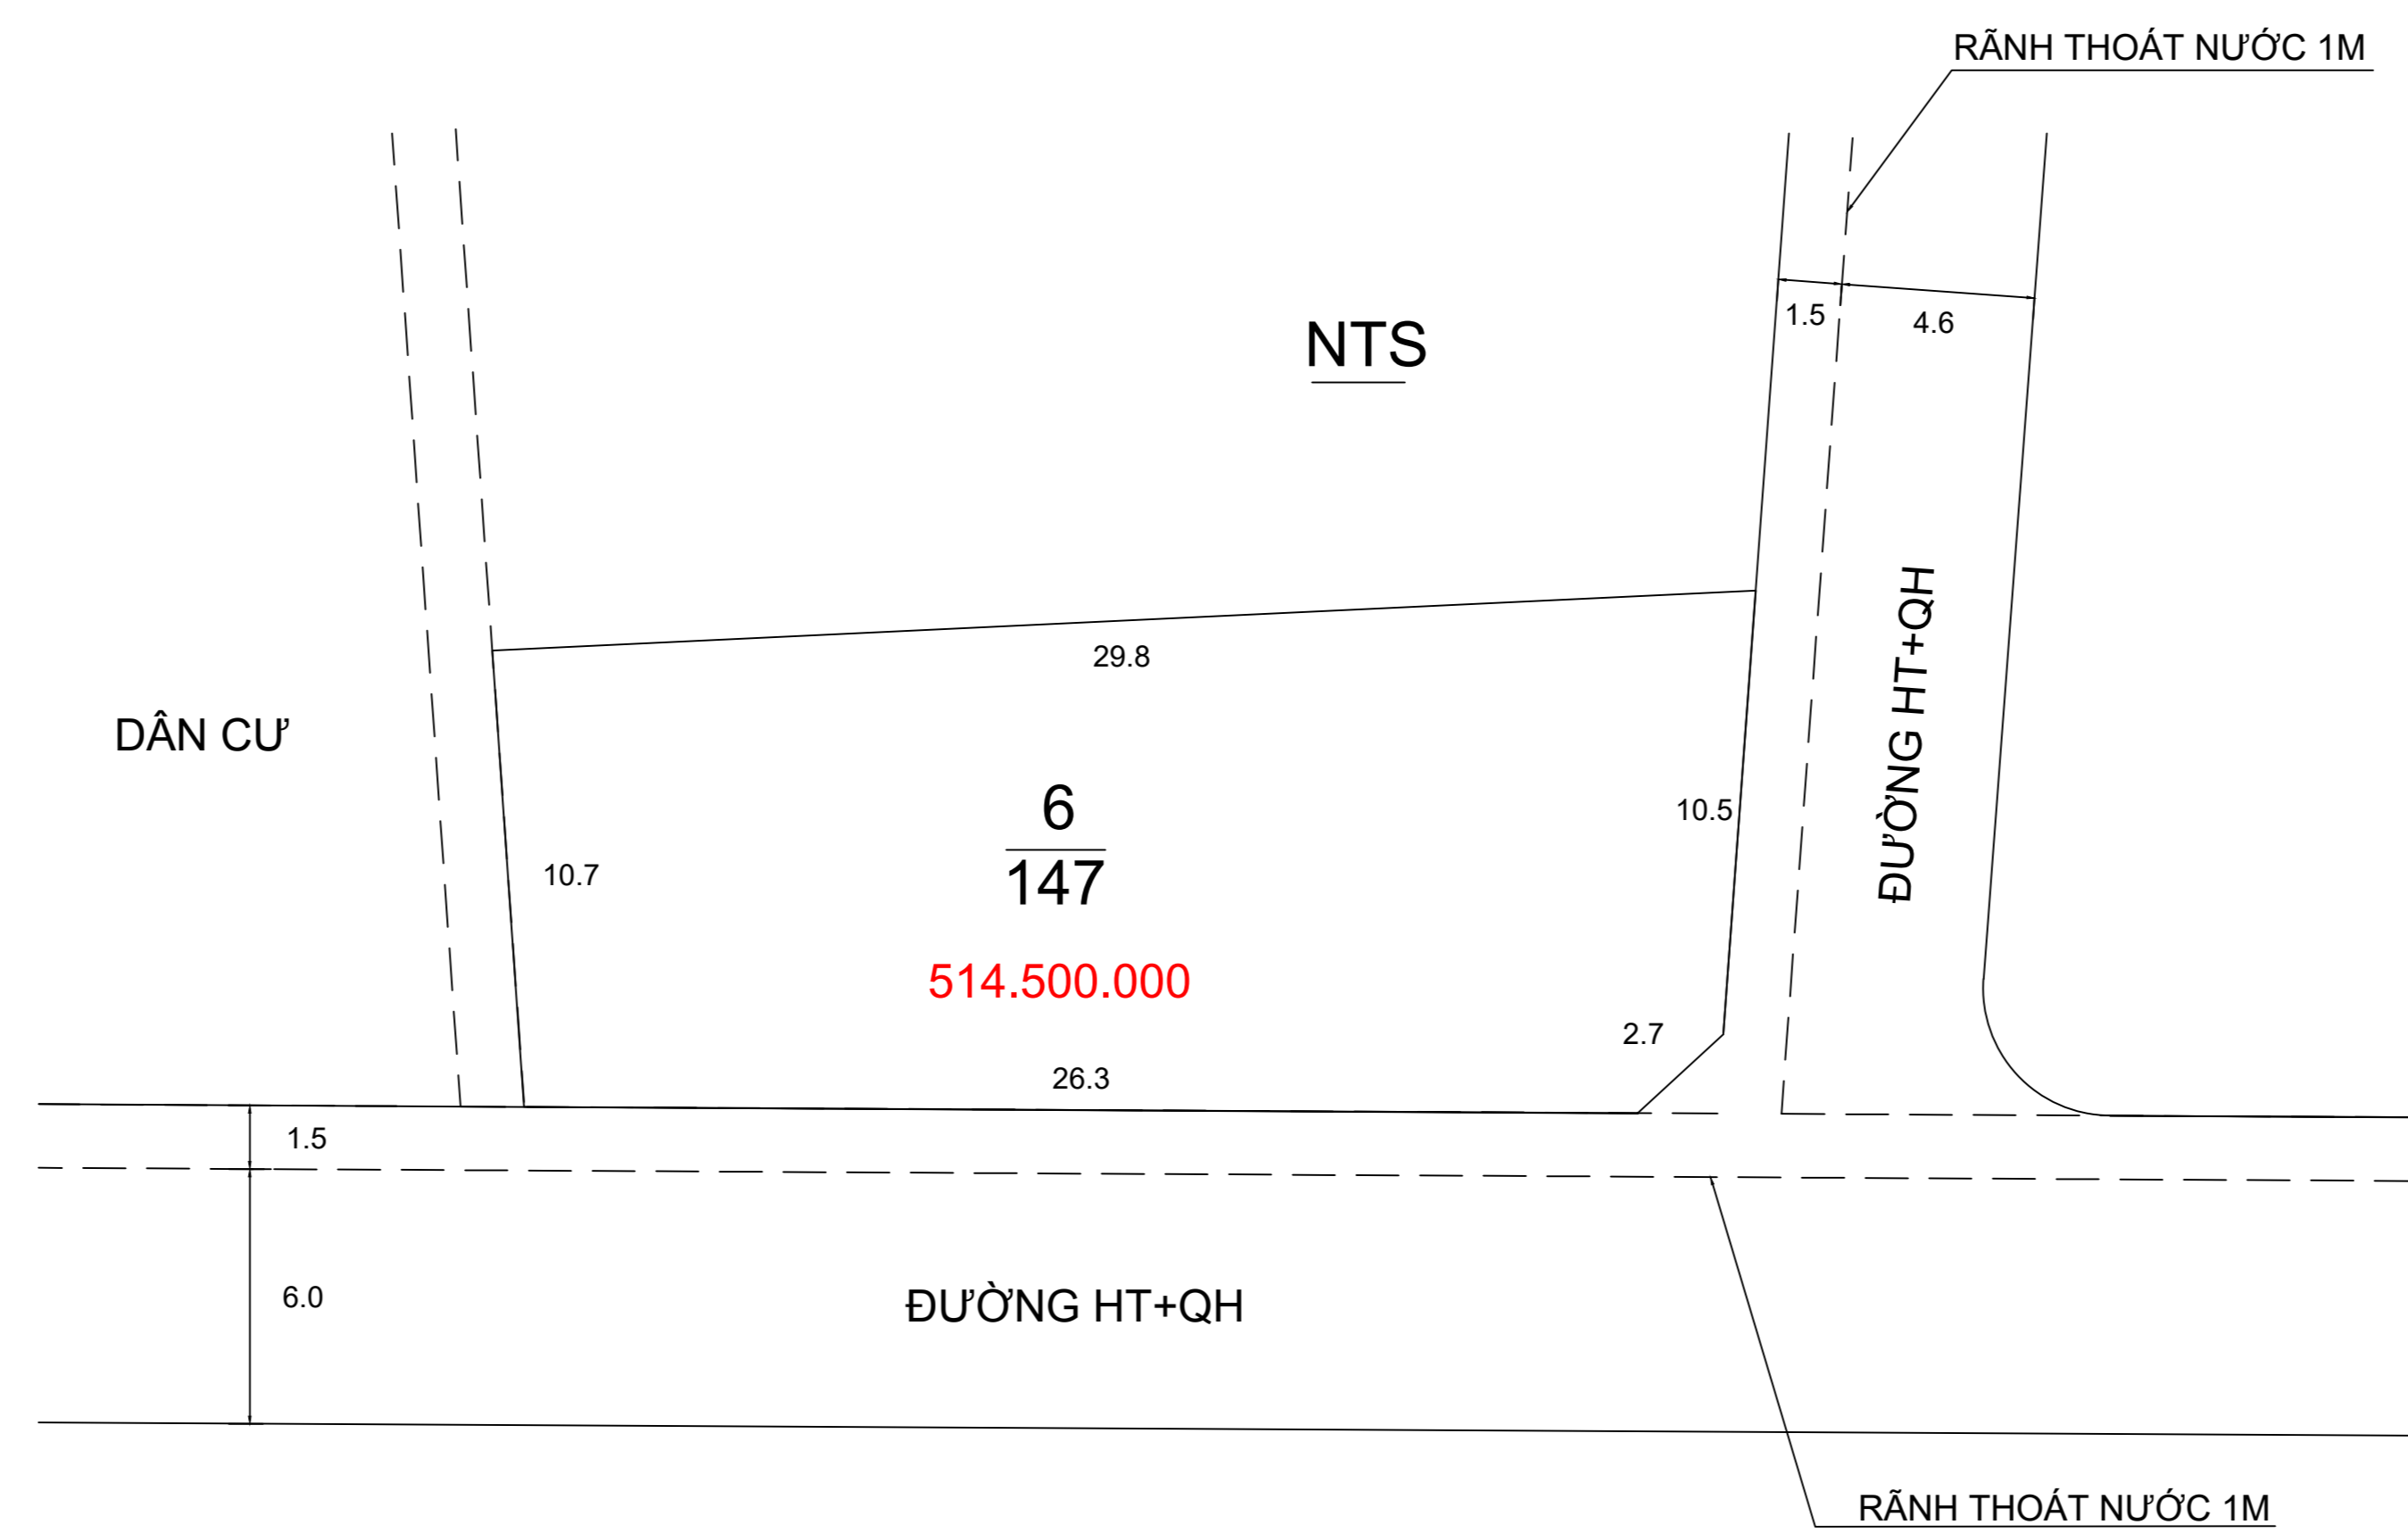 RÃNH THOÁT NƯỚC 1M
1.5
4.6
NTS
ĐƯỜNG HT+QH
29.8
DÂN CƯ
6
147
10.5
10.7
514.500.000
2.7
26.3
1.5
6.0
ĐƯỜNG HT+QH
RÃNH THOÁT NƯỚC 1M